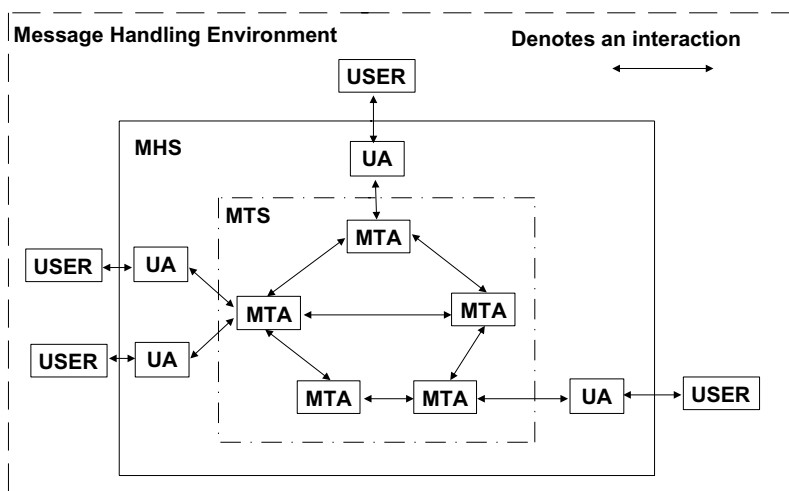 Message Handling Environment
Denotes an interaction
USER
MHS
UA
MTS
MTA
USER
UA
MTA
MTA
USER
UA
MTA
MTA
UA
USER